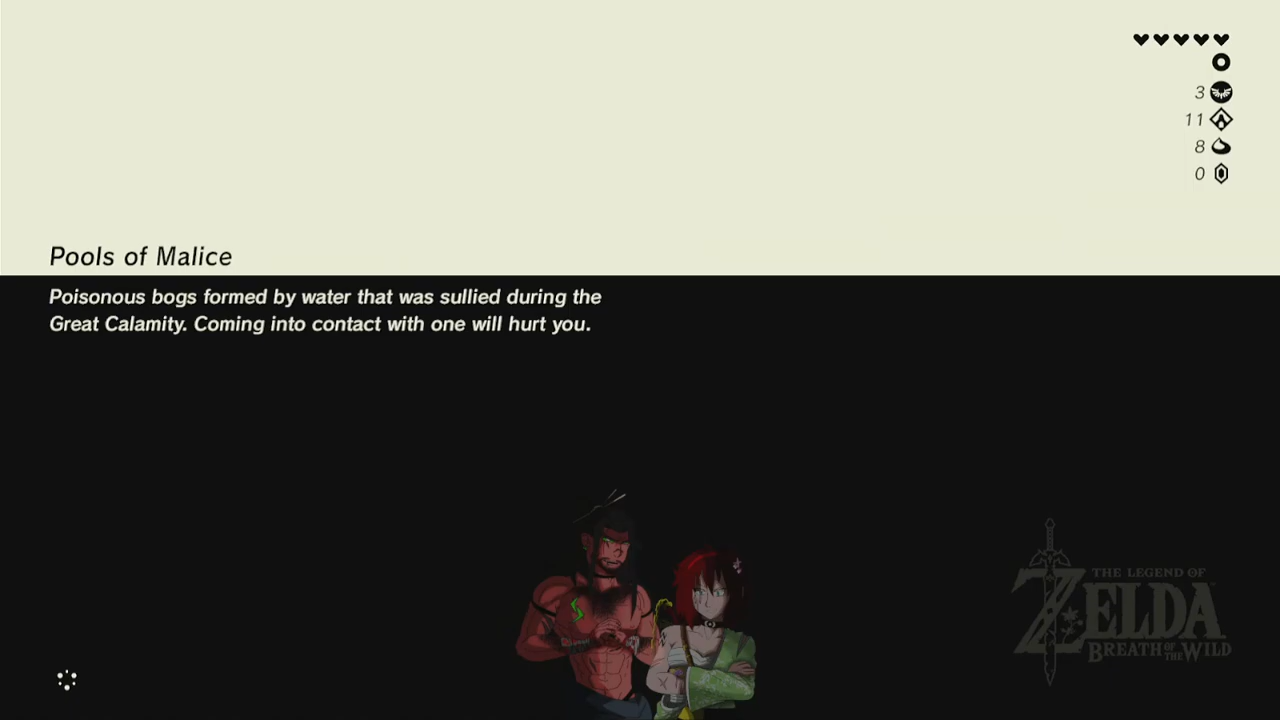 3
11
8
0
Pools of Malice
Poisonous bogs formed by water that was sullied during the
Great Calamity. Coming into contact with one will hurt you.
THE LEGEND OF
ZELDA
BREATH OF THE WILD